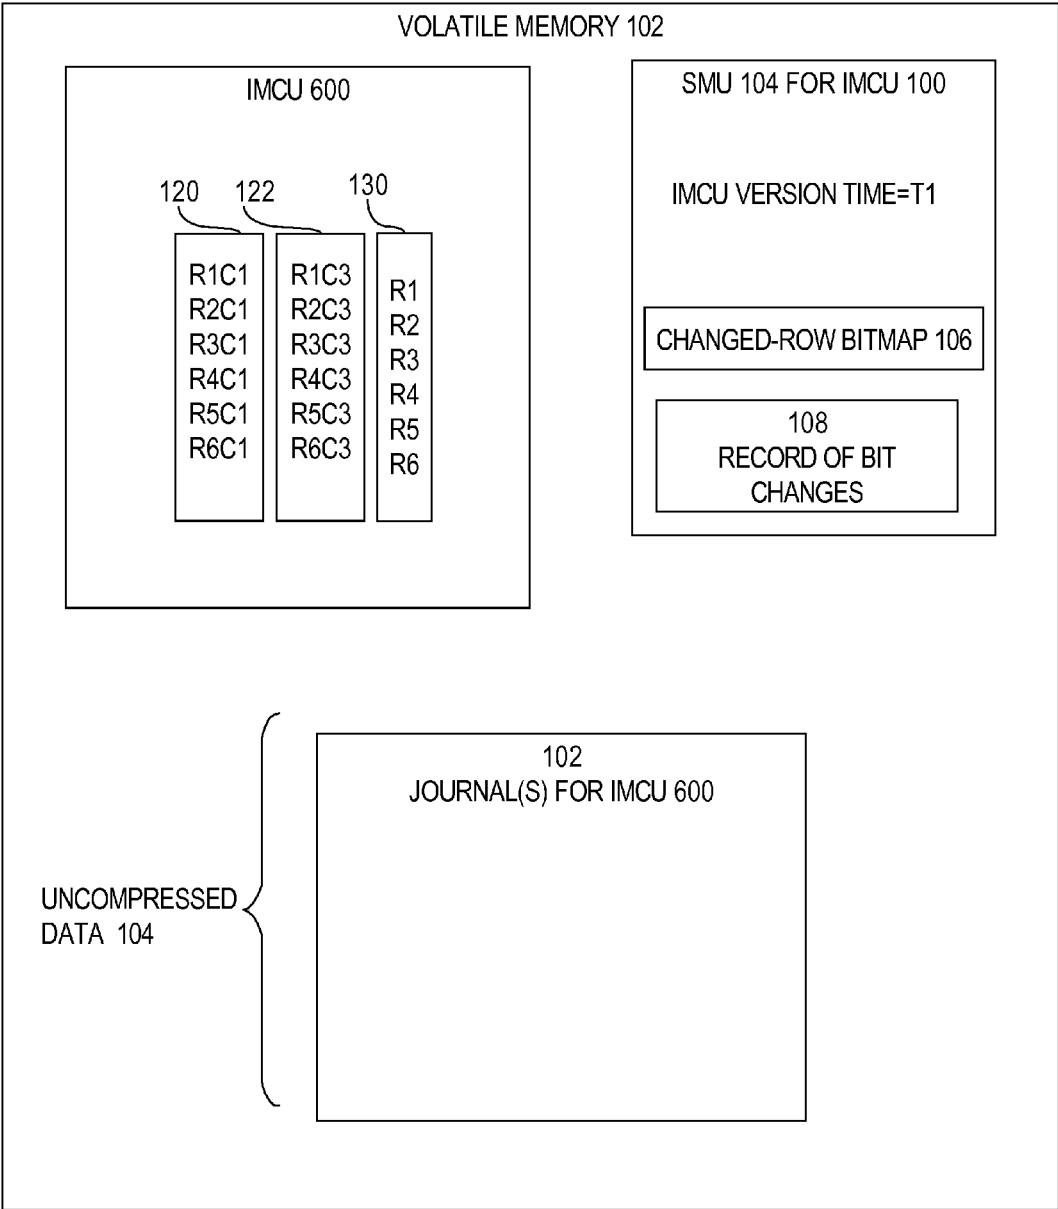 VOLATILE MEMORY 102
IMCU 600
120
122
130
R1C1
R2C1
R3C1
R4C1
R5C1
R6C1
R1C3
R2C3
R3C3
R4C3
R5C3
R6C3
R1
R2
R3
R4
R5
R6
SMU 104 FOR IMCU 100
IMCU VERSION TIME=T1
CHANGED-ROW BITMAP 106
108
RECORD OF BIT
CHANGES
UNCOMPRESSED
DATA 104
102
JOURNAL(S) FOR IMCU 600